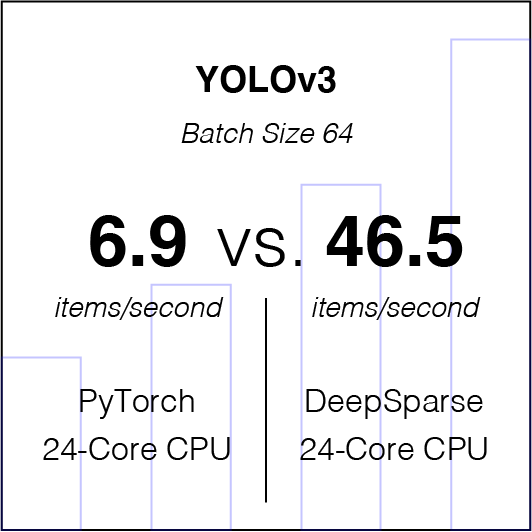 YOLOv3
Batch Size 64
6.9 vs. 46.5
items/second items/second
PyTorch DeepSparse
24-Core CPU 24-Core CPU